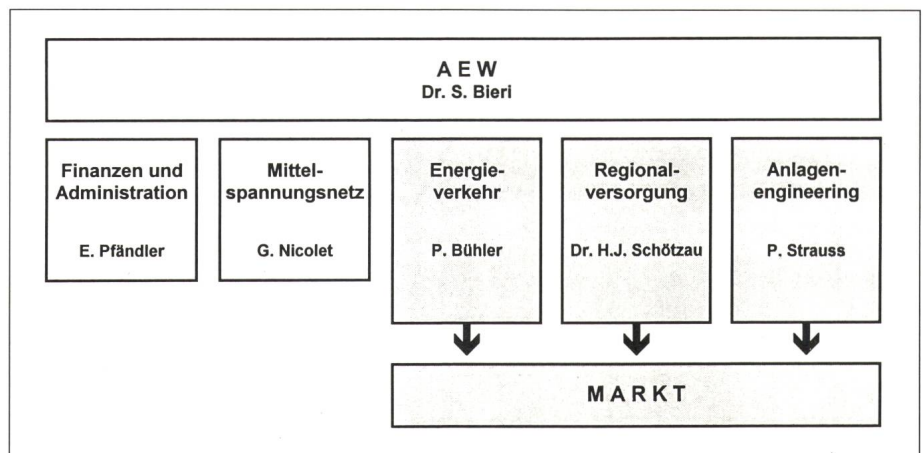 A E W
Dr. S. Bieri
Finanzen und
Administration
E. Pfändler
Mittel-
spannungsnetz
G. Nicolet
Energie-
verkehr
P. Bühler
Regional-
versorgung
Dr. H.J. Schötzau
Anlagen-
engineering
P. Strauss
M A R K T